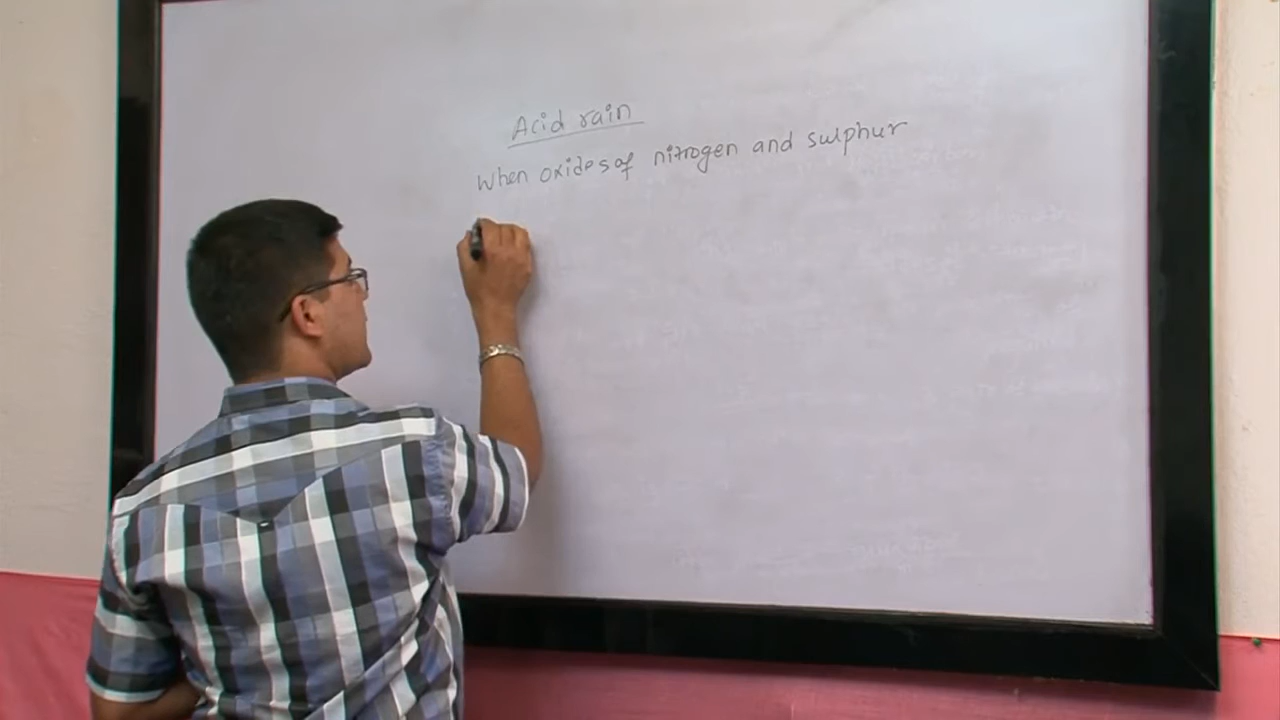 Acid rain
When oxides of nitrogen and sulphur